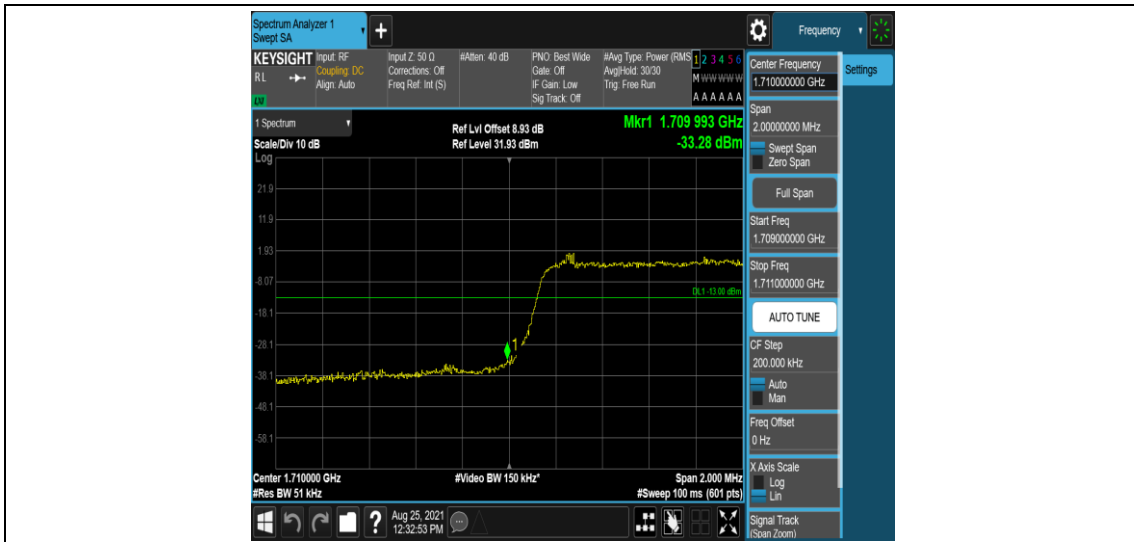 Spectrum Analyzer 1
Swept SA
+
Frequency
KEYSIGHT
RL
LXI
Input: RF
Coupling: DC
Align: Auto
Input Z: 50 Ω
Corrections: Off
Freq Ref: Int (S)
#Atten: 40 dB
PNO: Best Wide
Gate: Off
IF Gain: Low
Sig Track: Off
#Avg Type: Power (RMS
Avg|Hold: 30/30
Trig: Free Run
1 2 3 4 5 6
M W W W W W
A A A A A A
1 Spectrum
Scale/Div 10 dB
Log
Ref Lvl Offset 8.93 dB
Ref Level 31.93 dBm
Mkr1 1.709 993 GHz
-33.28 dBm
21.9
11.9
1.93
-8.07
DL1 -13.00 dBm
-18.1
-28.1
1
-38.1
-48.1
-58.1
Center 1.710000 GHz
#Res BW 51 kHz
#Video BW 150 kHz*
Span 2.000 MHz
#Sweep 100 ms (601 pts)
Center Frequency
1.710000000 GHz
Settings
Span
2.00000000 MHz
Swept Span
Zero Span
Full Span
Start Freq
1.709000000 GHz
Stop Freq
1.711000000 GHz
AUTO TUNE
CF Step
200.000 kHz
Auto
Man
Freq Offset
0 Hz
X Axis Scale
Log
Lin
Signal Track
(Span Zoom)
?
Aug 25, 2021
12:32:53 PM